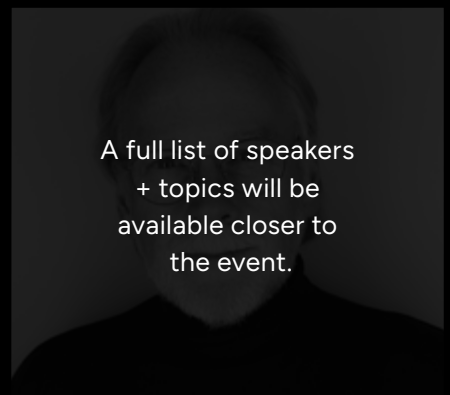 A full list of speakers
+ topics will be
available closer to
the event.